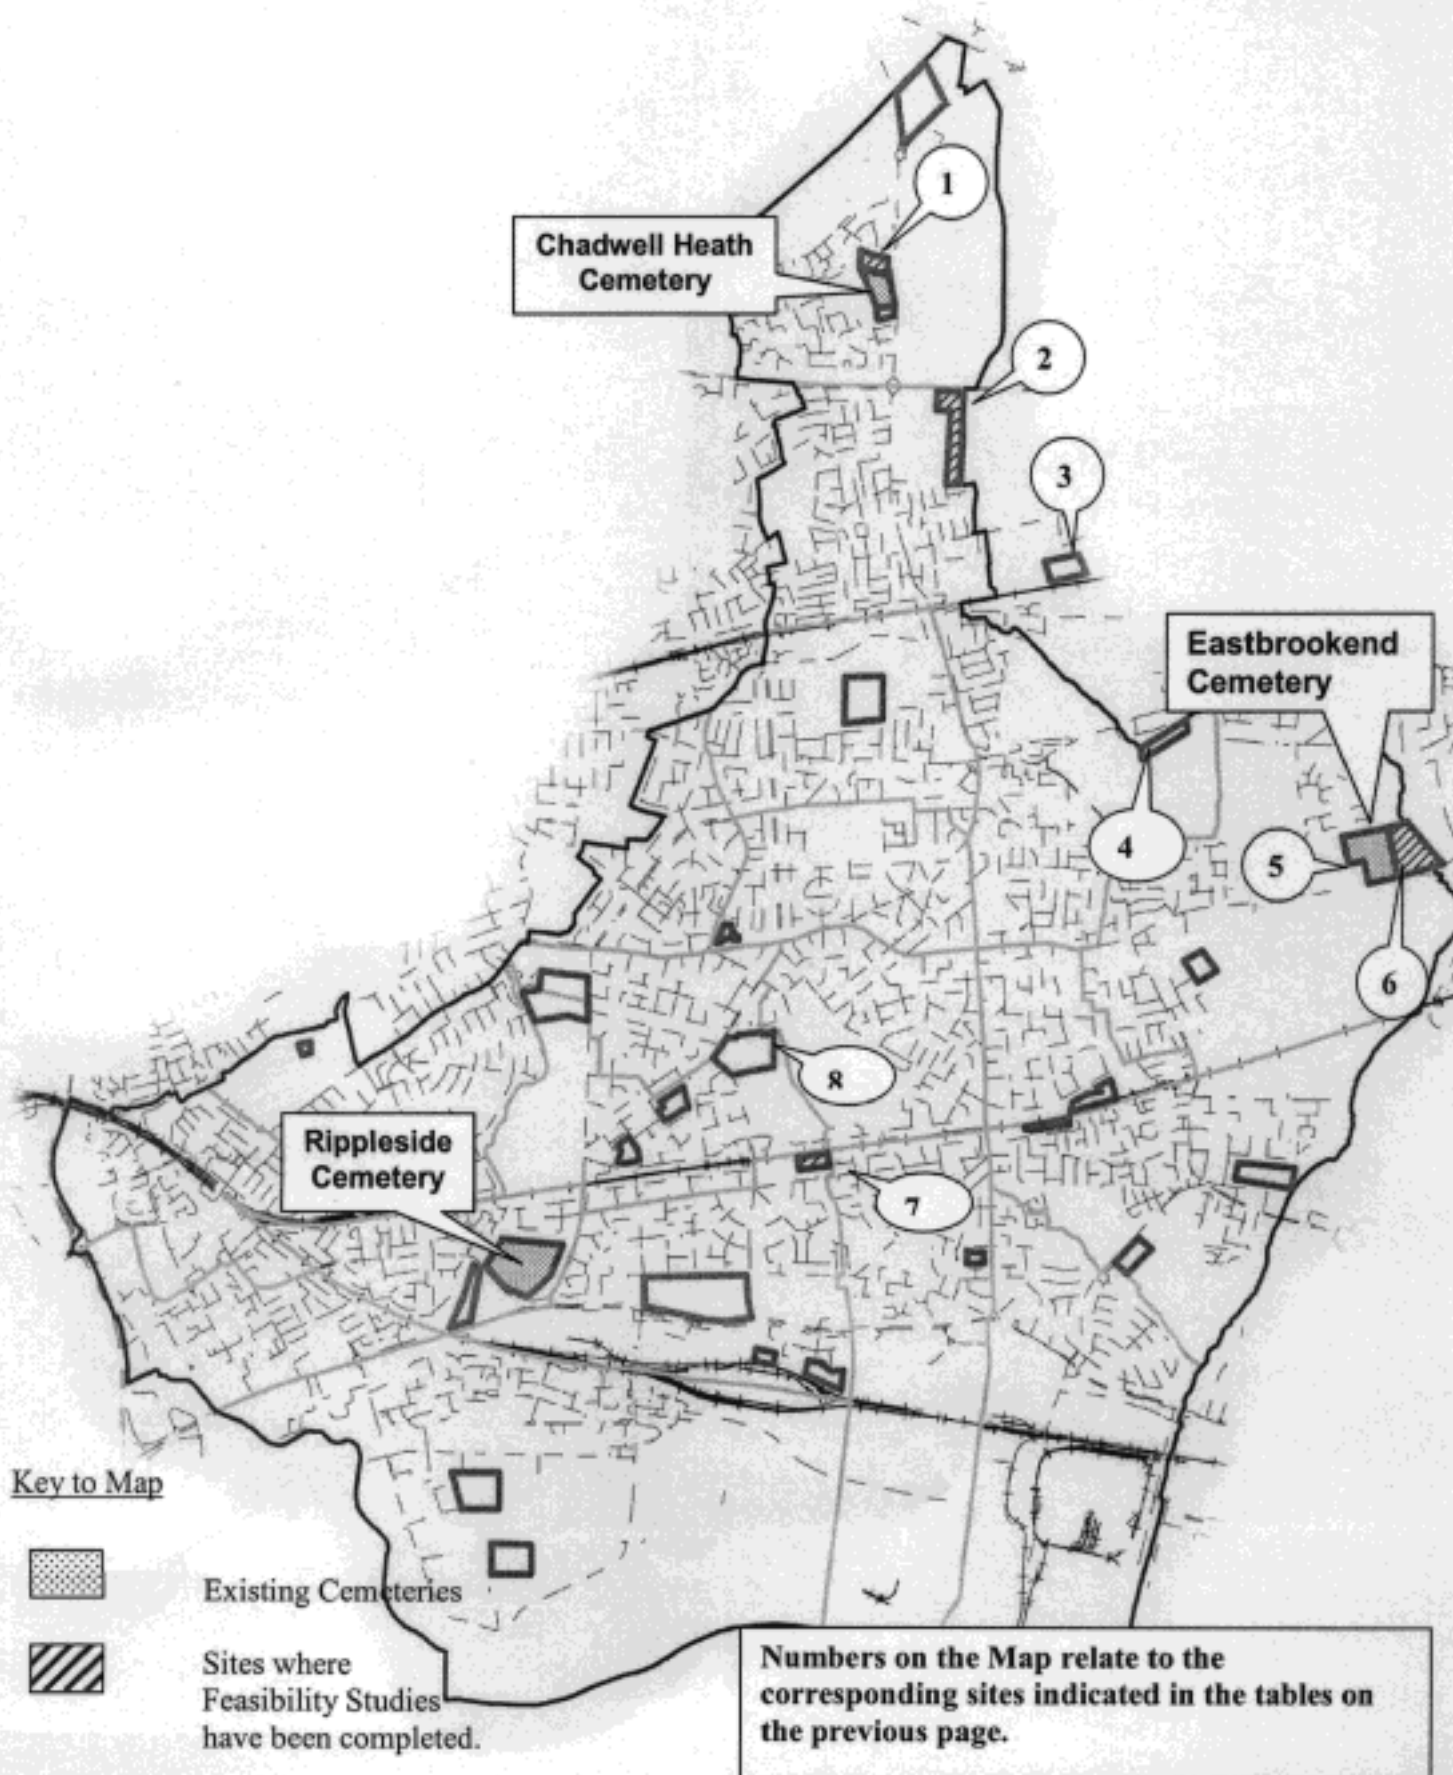 1
Chadwell Heath
Cemetery
2
3
Eastbrookend
Cemetery
4
5
6
8
Rippleside
Cemetery
7
Key to Map
Existing Cemeteries
Sites where
Feasibility Studies
have been completed.
Numbers on the Map relate to the
corresponding sites indicated in the tables on
the previous page.